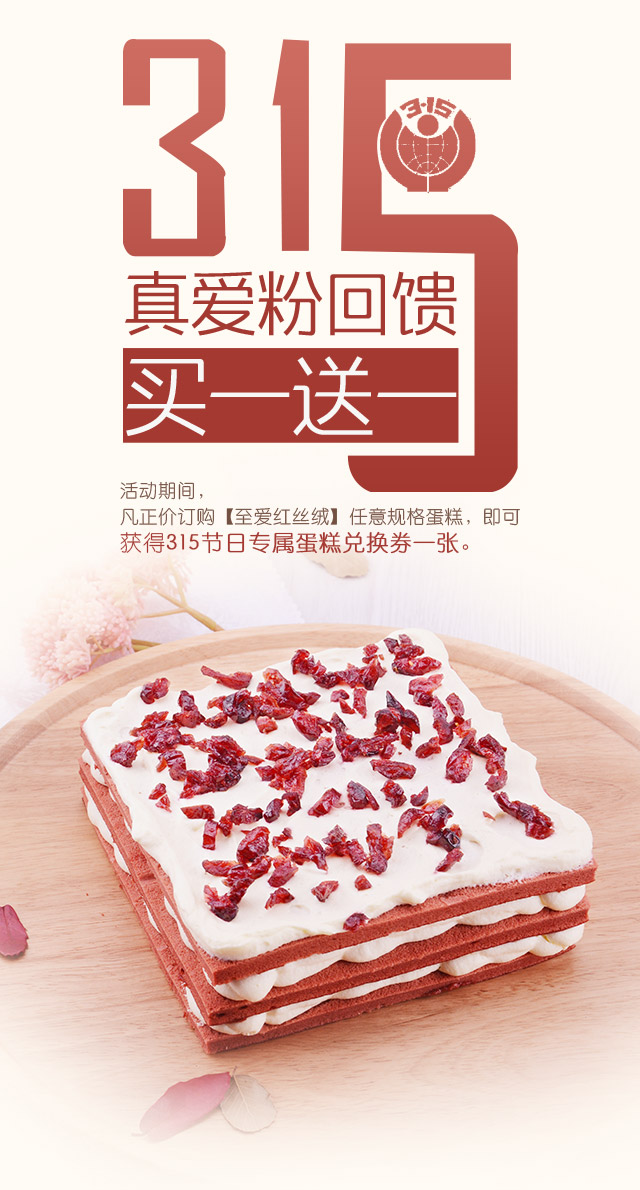 315
3·15
真爱粉回馈
买一送一
活动期间，
凡正价订购【至爱红丝绒】任意规格蛋糕，即可
获得315节日专属蛋糕兑换券一张。